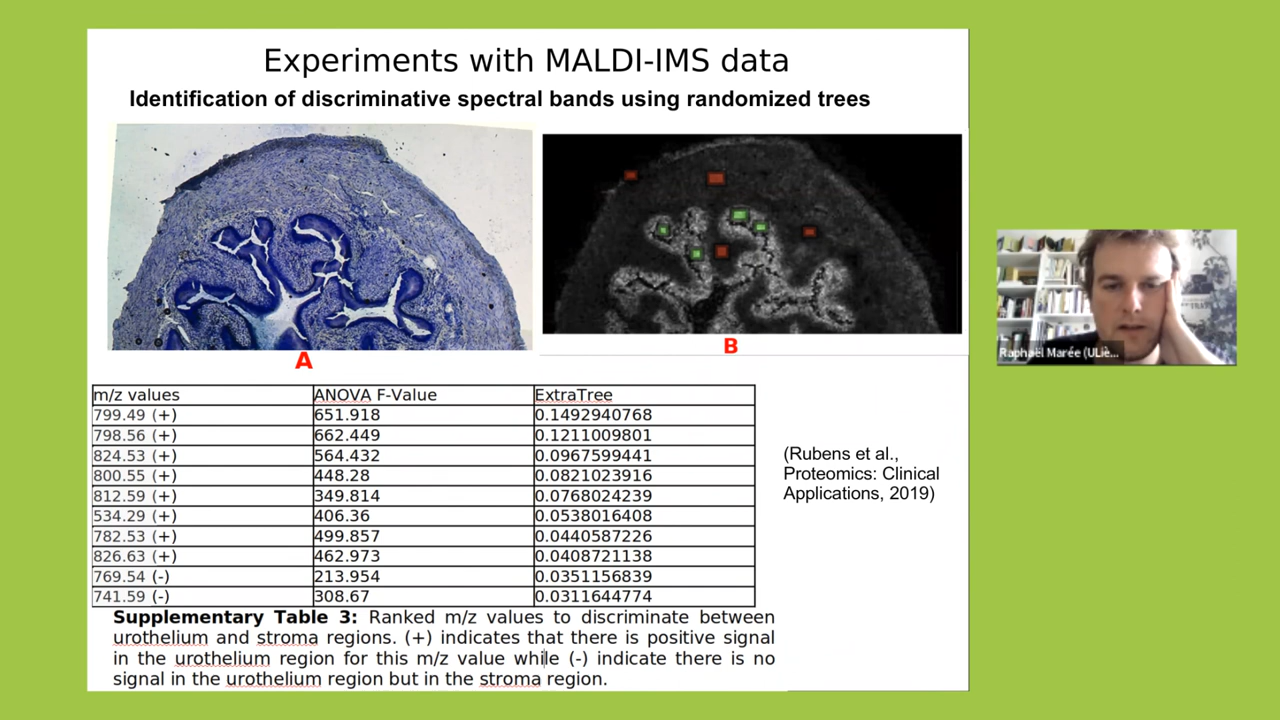 Experiments with MALDI-IMS data
Identification of discriminative spectral bands using randomized trees
A
B
m/z values ANOVA F-Value ExtraTree
799.49 (+) 651.918 0.1492940768
798.56 (+) 662.449 0.1211009801
824.53 (+) 564.432 0.0967599441
800.55 (+) 448.28 0.0821023916
812.59 (+) 349.814 0.0768024239
534.29 (+) 406.36 0.0538016408
782.53 (+) 499.857 0.0440587226
826.63 (+) 462.973 0.0408721138
769.54 (-) 213.954 0.0351156839
741.59 (-) 308.67 0.0311644774
Supplementary Table 3: Ranked m/z values to discriminate between
urothelium and stroma regions. (+) indicates that there is positive signal
in the urothelium region for this m/z value while (-) indicate there is no
signal in the urothelium region but in the stroma region.
(Rubens et al.,
Proteomics: Clinical
Applications, 2019)
Raphaël Marée (ULiè...